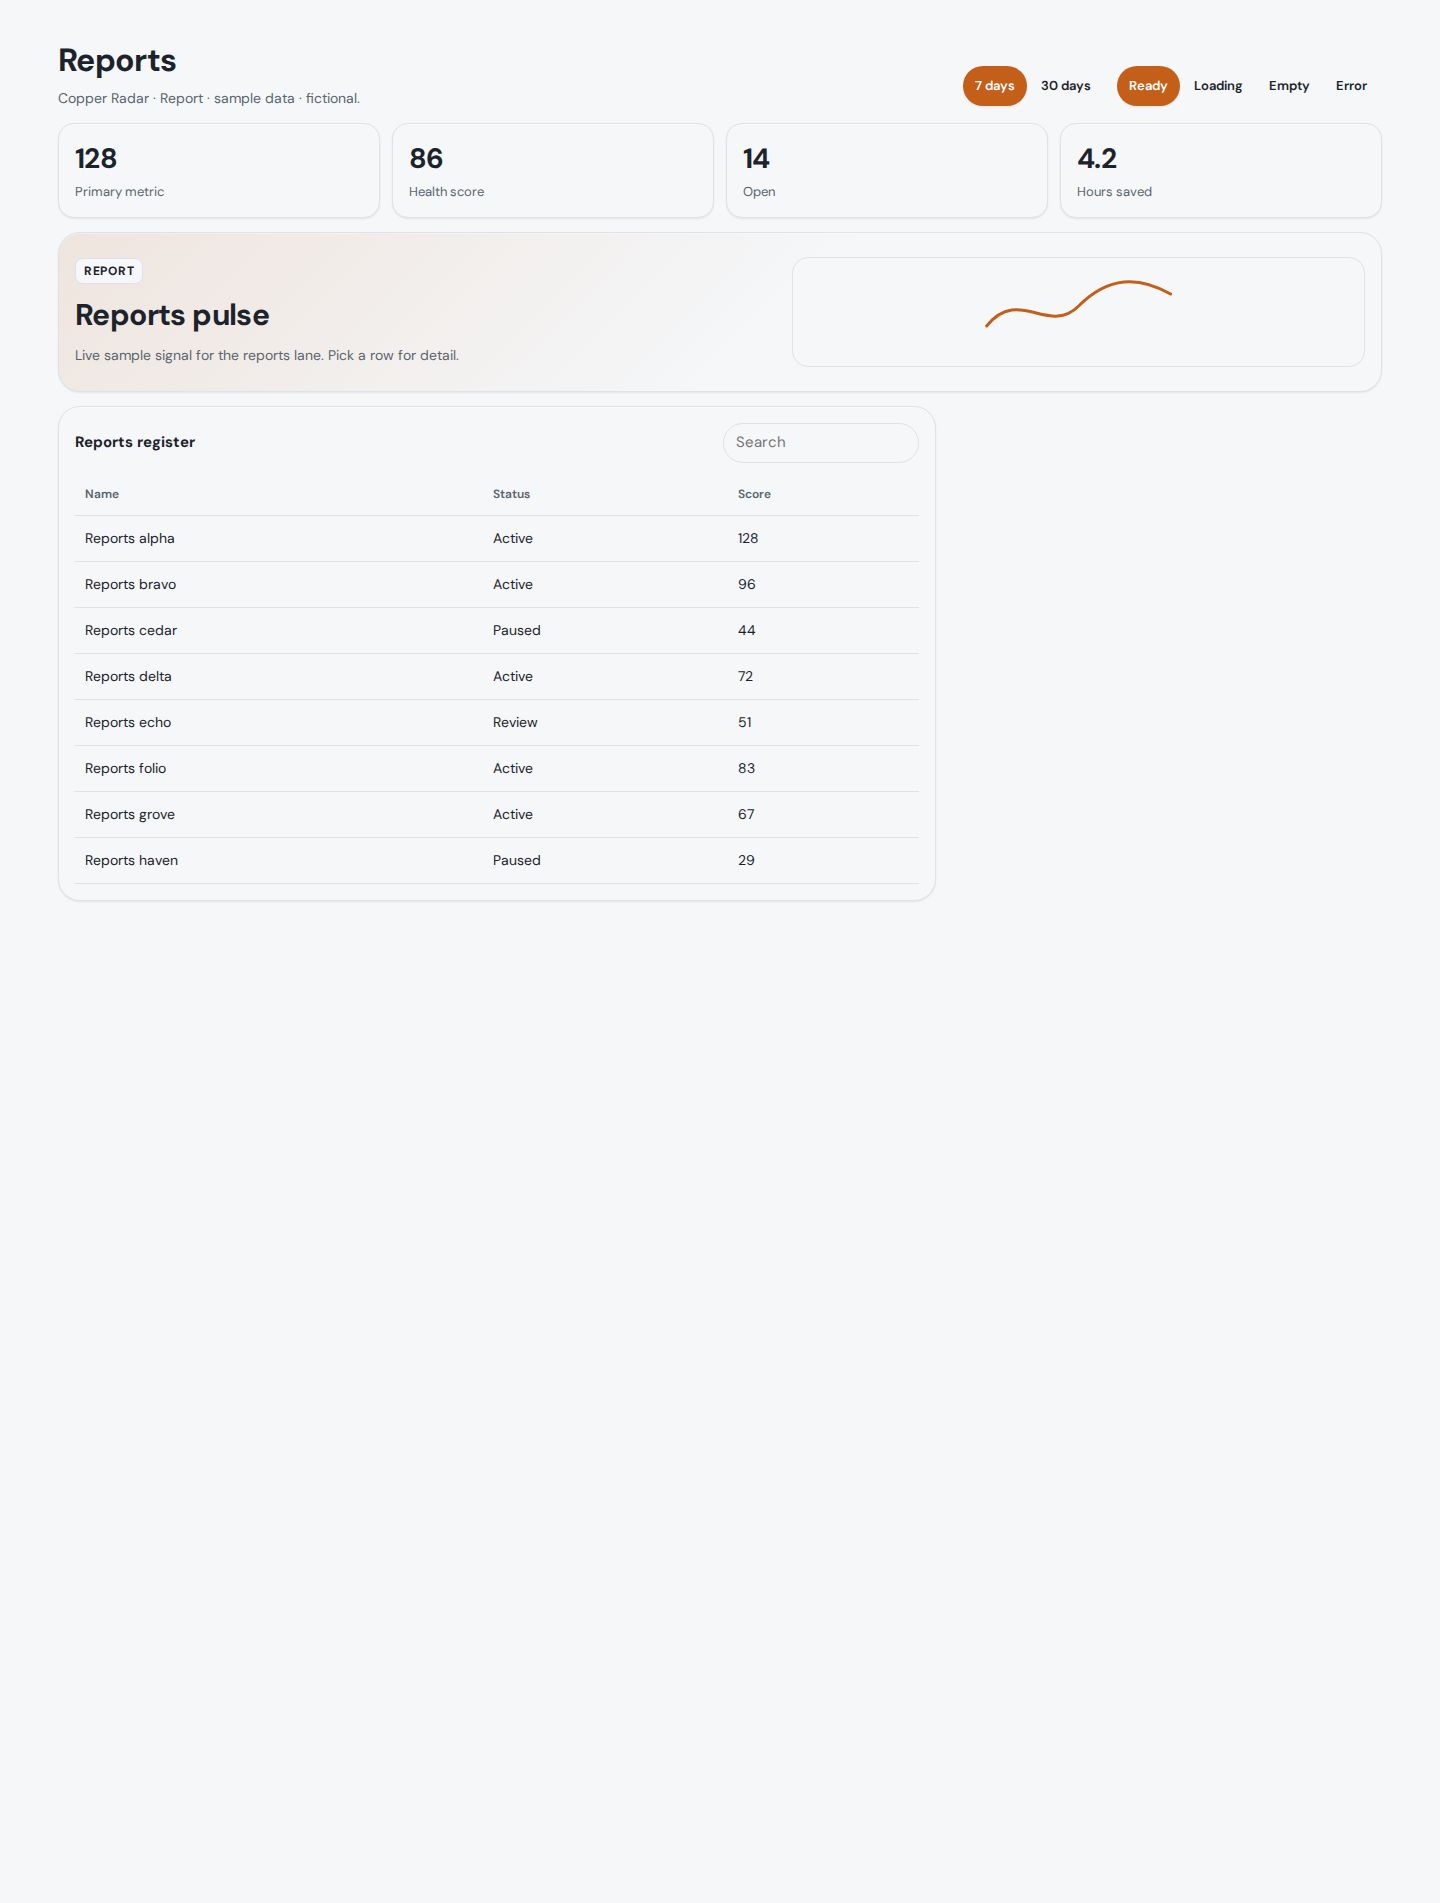 Reports
Copper Radar · Report · sample data · fictional.
7 days 30 days Ready Loading Empty Error
128
Primary metric
86
Health score
14
Open
4.2
Hours saved
REPORT
Reports pulse
Live sample signal for the reports lane. Pick a row for detail.
Reports register
Search
Name Status Score
Reports alpha Active 128
Reports bravo Active 96
Reports cedar Paused 44
Reports delta Active 72
Reports echo Review 51
Reports folio Active 83
Reports grove Active 67
Reports haven Paused 29